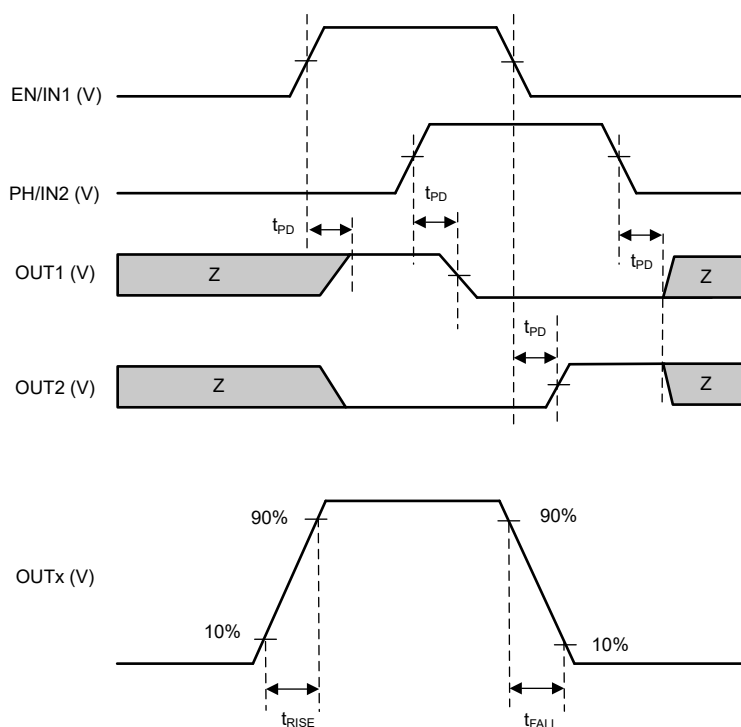 EN/IN1 (V)
PH/IN2 (V)
tPD
tPD
OUT1 (V)
Z
tPD
Z
tPD
OUT2 (V)
Z
Z
90%
90%
OUTx (V)
10%
10%
tRISE
tFALL